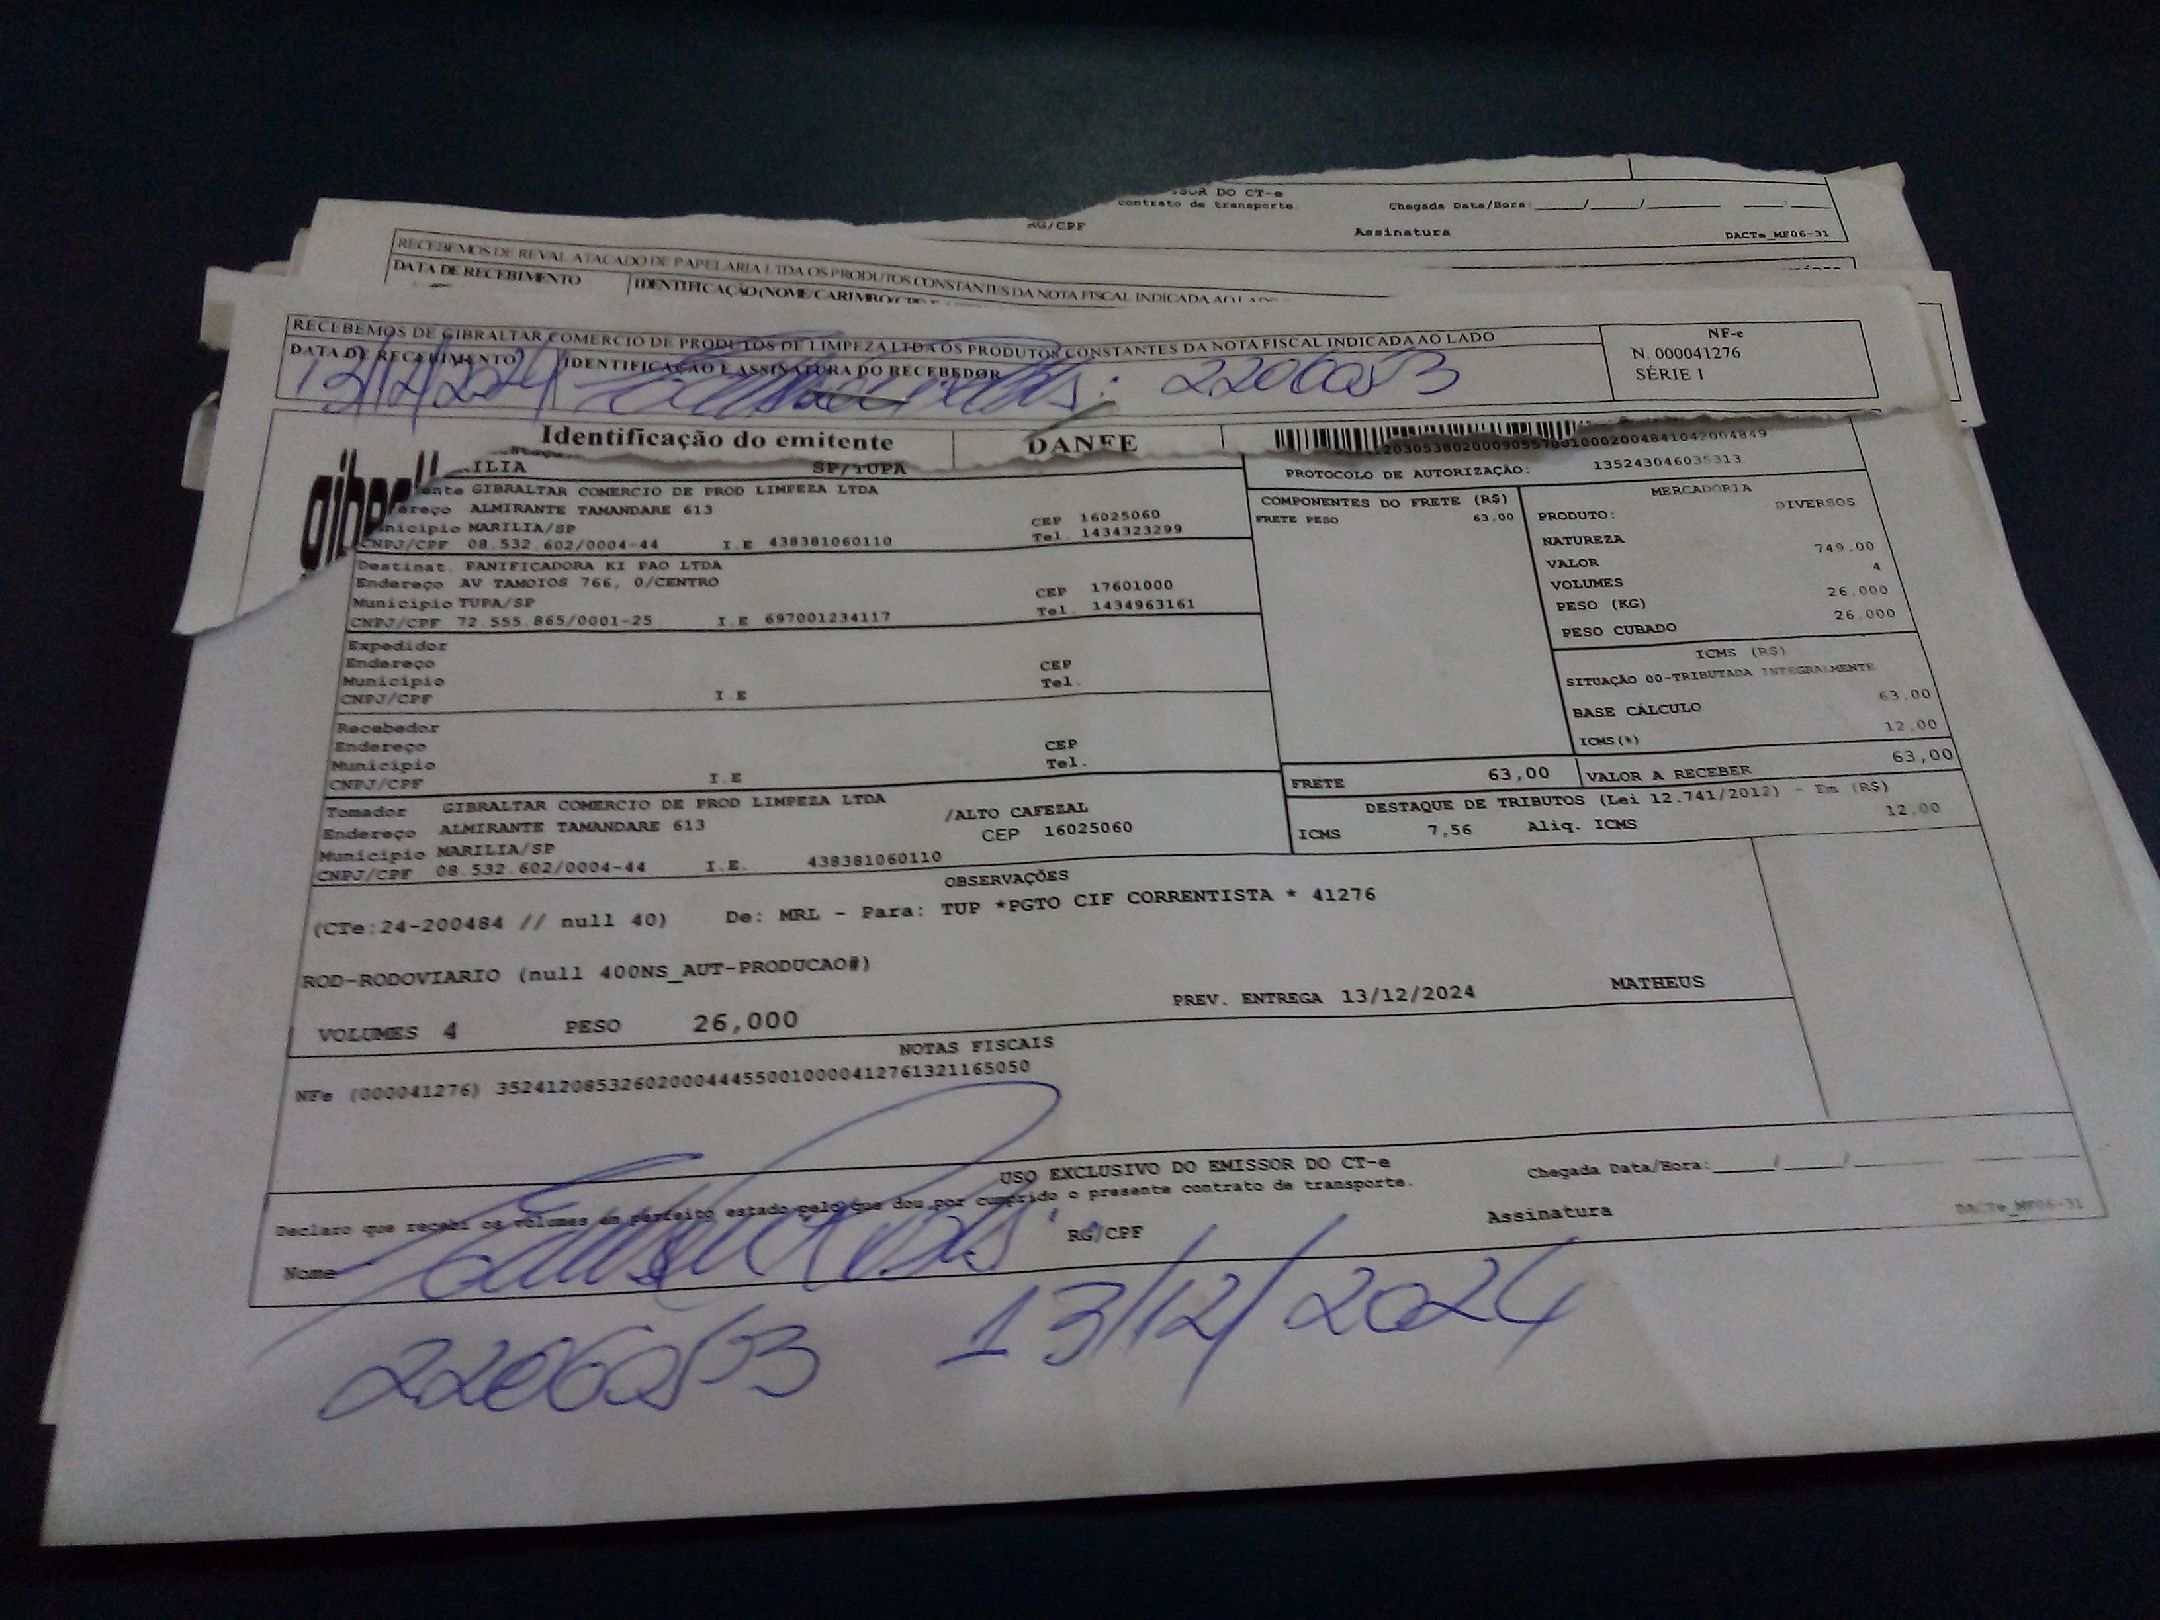 SSOR DO CT-e
contrato de transporte.
Chegada Data/Hora:
RG/CPF
Assinatura
DACTe_MF06-31
RECEBEMOS DE REVAL ATACADO DE PAPELARIA LTDA OS PRODUTOS CONSTANTES DA NOTA FISCAL INDICADA AO LADO
DATA DE RECEBIMENTO
IDENTIFICAÇÃO(NOME/CARIMBO/
RECEBEMOS DE GIBRALTAR COMERCIO DE PRODUTOS DE LIMPEZA LTDA OS PRODUTOS CONSTANTES DA NOTA FISCAL INDICADA AO LADO
DATA DE RECEBIMENTO
IDENTIFICAÇÃO E ASSINATURA DO RECEBEDOR
13/12/2024
NF-e
N. 000041276
SÉRIE 1
Identificação do emitente
DANFE
ILIA SP/TUPA
PROTOCOLO DE AUTORIZAÇÃO: 135243046035313
ente GIBRALTAR COMERCIO DE PROD LIMPEZA LTDA
ereço ALMIRANTE TAMANDARE 613
nicipio MARILIA/SP CEP 16025060
CNPJ/CPF 08.532.602/0004-44 I.E 438381060110 Tel. 1434323299
Destinat. PANIFICADORA KI PAO LTDA
Endereço AV TAMOIOS 766, 0/CENTRO
Municipio TUPA/SP CEP 17601000
CNPJ/CPF 72.555.865/0001-25 I.E 697001234117 Tel. 1434963161
Expedidor
Endereço
Municipio CEP
CNPJ/CPF I.E Tel.
Recebedor
Endereço
Municipio CEP
CNPJ/CPF I.E Tel.
Tomador GIBRALTAR COMERCIO DE PROD LIMPEZA LTDA
Endereço ALMIRANTE TAMANDARE 613 /ALTO CAFEZAL
Municipio MARILIA/SP CEP 16025060
CNPJ/CPF 08.532.602/0004-44 I.E. 438381060110
COMPONENTES DO FRETE (R$)
FRETE PESO 63,00
MERCADORIA
PRODUTO: DIVERSOS
NATUREZA
VALOR 749,00
VOLUMES 4
PESO (KG) 26,000
PESO CUBADO 26,000
ICMS (R$)
SITUAÇÃO 00-TRIBUTADA INTEGRALMENTE
BASE CÁLCULO 63,00
ICMS(%) 12,00
FRETE 63,00
VALOR A RECEBER 63,00
DESTAQUE DE TRIBUTOS (Lei 12.741/2012) - Em (R$)
ICMS 7,56 Aliq. ICMS 12,00
OBSERVAÇÕES
(CTe:24-200484 // null 40) De: MRL - Para: TUP *PGTO CIF CORRENTISTA * 41276
ROD-RODOVIARIO (null 400NS_AUT-PRODUCAO#)
VOLUMES 4 PESO 26,000 PREV. ENTREGA 13/12/2024 MATHEUS
NOTAS FISCAIS
NFe (000041276) 35241208532602000444550010000412761321165050
USO EXCLUSIVO DO EMISSOR DO CT-e
Declaro que recebi os volumes em perfeito estado pelo que dou por cumprido o presente contrato de transporte.
Chegada Data/Hora:
Nome
RG/CPF
Assinatura
DACTe_MF06-31
13/12/2024